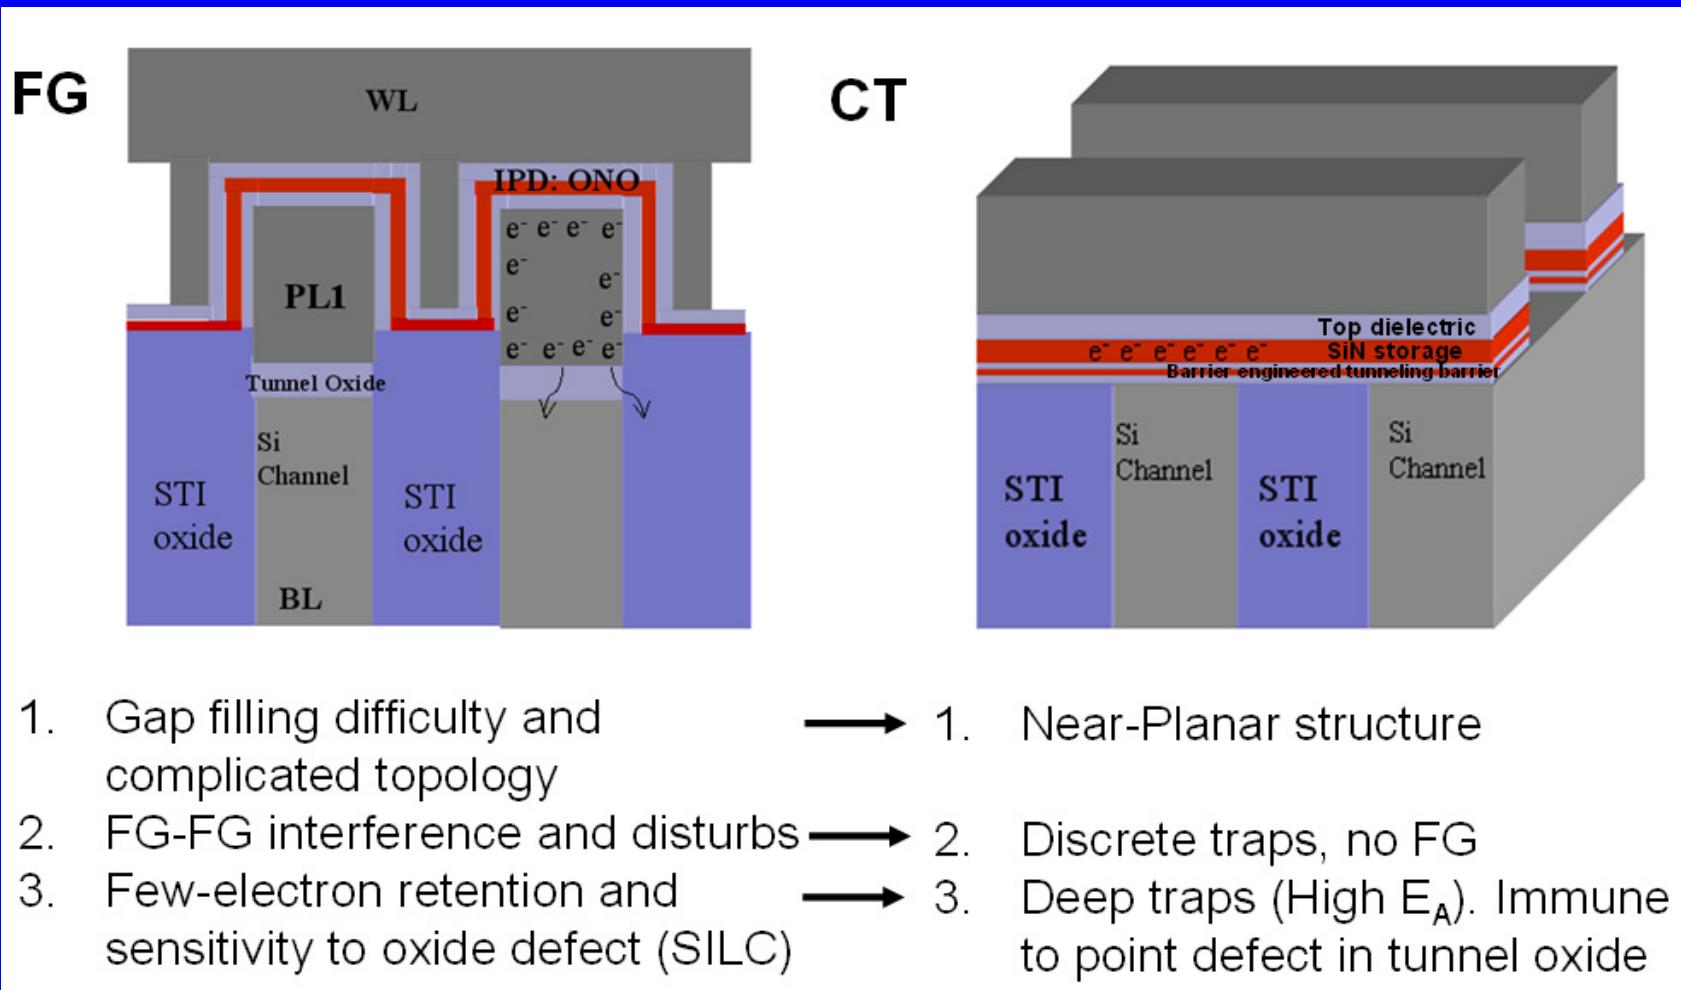 FG
WL
IPD: ONO
e⁻ e⁻ e⁻ e⁻
e⁻
e⁻
PL1
e⁻
e⁻
e⁻ e⁻ e⁻ e⁻
Tunnel Oxide
Si
Channel
STI
oxide
STI
oxide
BL
CT
Top dielectric
e⁻ e⁻ e⁻ e⁻ e⁻ e⁻ SiN storage
Barrier engineered tunneling barrier
Si
Channel
Si
Channel
STI
oxide
STI
oxide
1. Gap filling difficulty and
complicated topology
2. FG-FG interference and disturbs
3. Few-electron retention and
sensitivity to oxide defect (SILC)
1. Near-Planar structure
2. Discrete traps, no FG
3. Deep traps (High E_A). Immune
to point defect in tunnel oxide